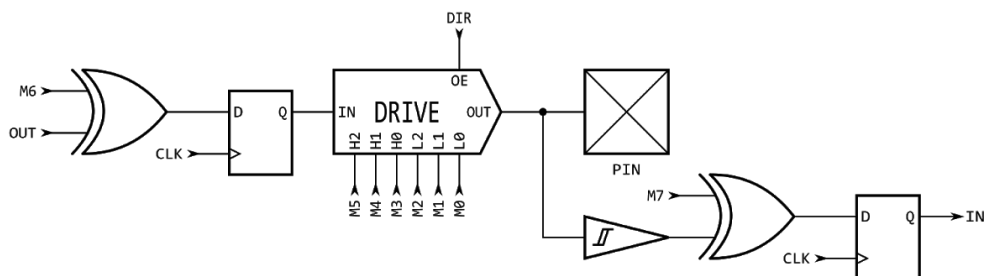 DIR
OE
M6
OUT
D
Q
CLK
IN
DRIVE
OUT
H2
H1
H0
L2
L1
L0
M5
M4
M3
M2
M1
M0
PIN
M7
D
Q
IN
CLK